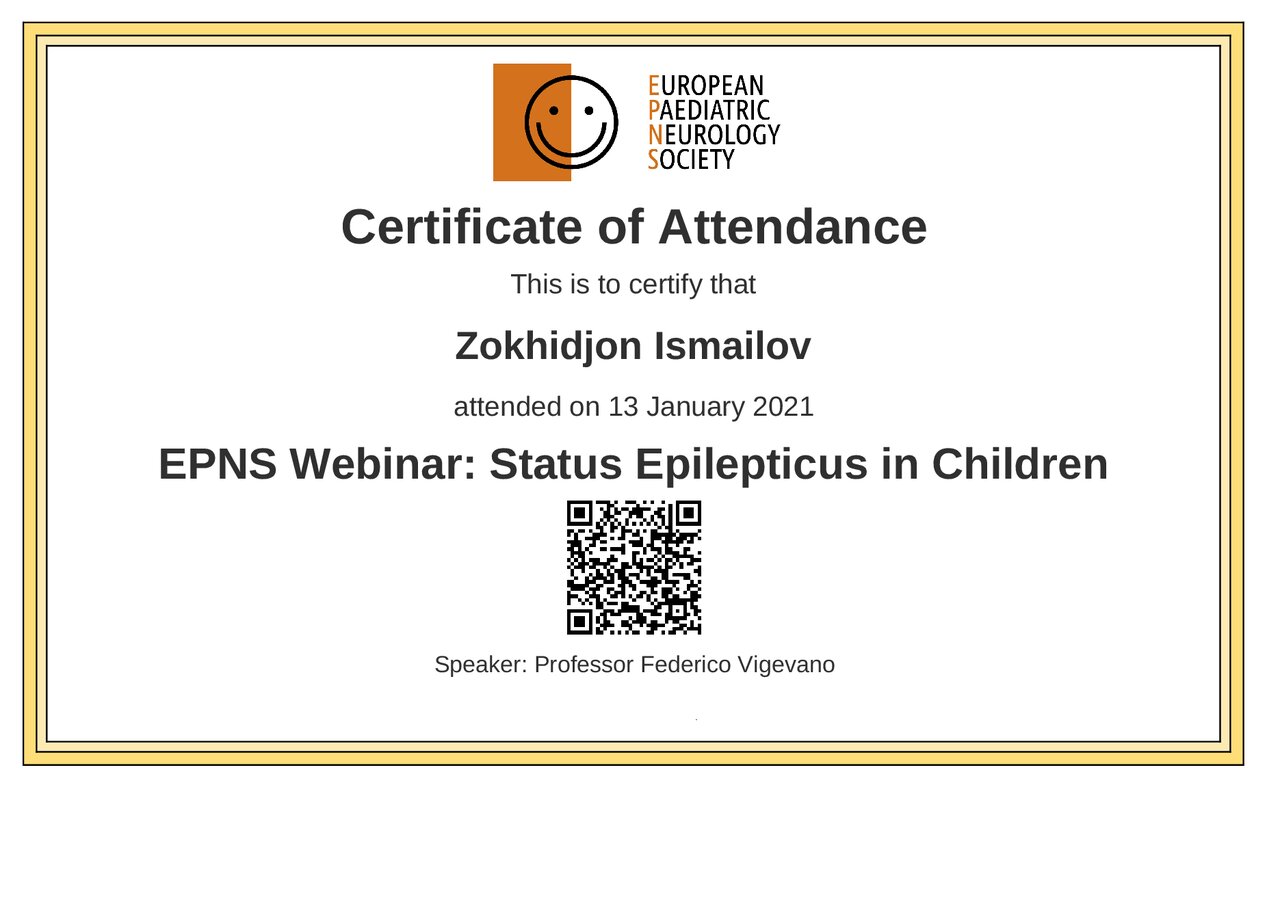 EUROPEAN
PAEDIATRIC
NEUROLOGY
SOCIETY
Certificate of Attendance
This is to certify that
Zokhidjon Ismailov
attended on 13 January 2021
EPNS Webinar: Status Epilepticus in Children
Speaker: Professor Federico Vigevano